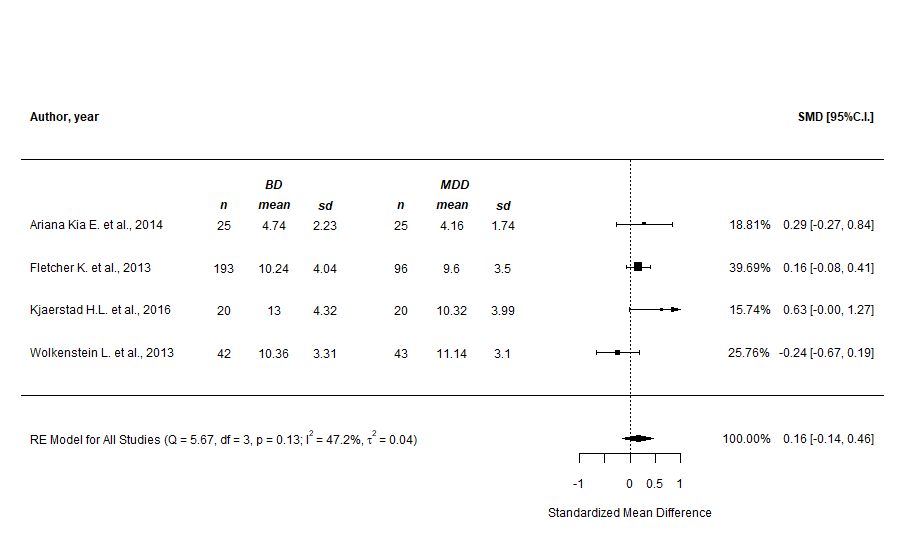 Author, year SMD [95%C.I.]
BD MDD
n mean sd n mean sd
Ariana Kia E. et al., 2014 25 4.74 2.23 25 4.16 1.74 18.81% 0.29 [-0.27, 0.84]
Fletcher K. et al., 2013 193 10.24 4.04 96 9.6 3.5 39.69% 0.16 [-0.08, 0.41]
Kjaerstad H.L. et al., 2016 20 13 4.32 20 10.32 3.99 15.74% 0.63 [-0.00, 1.27]
Wolkenstein L. et al., 2013 42 10.36 3.31 43 11.14 3.1 25.76% -0.24 [-0.67, 0.19]
RE Model for All Studies (Q = 5.67, df = 3, p = 0.13; I² = 47.2%, τ² = 0.04) 100.00% 0.16 [-0.14, 0.46]
-1 0 0.5 1
Standardized Mean Difference